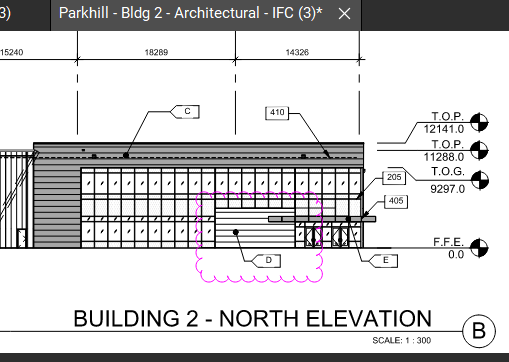 3)
Parkhill - Bldg 2 - Architectural - IFC (3)*
15240
18289
14326
C
410
T.O.P.
12141.0
T.O.P.
11288.0
T.O.G.
205
9297.0
405
F.F.E.
0.0
D
E
BUILDING 2 - NORTH ELEVATION
B
SCALE: 1 : 300